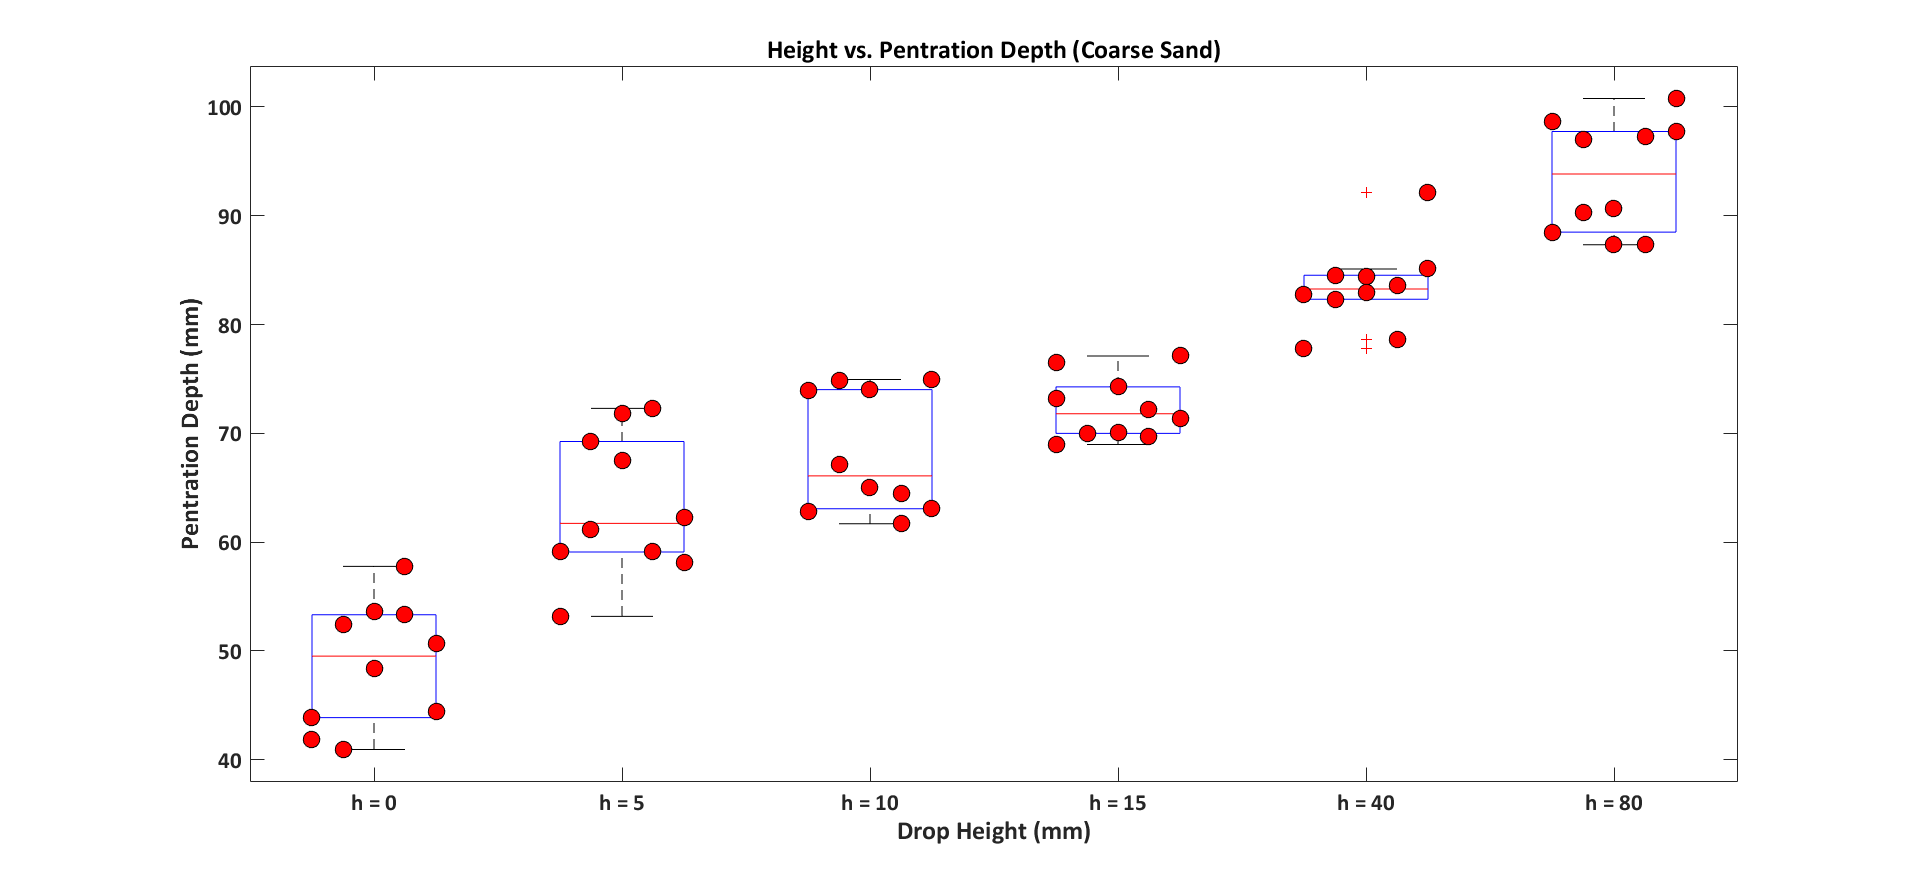 Height vs. Pentration Depth (Coarse Sand)
Pentration Depth (mm)
100
90
80
70
60
50
40
h = 0 h = 5 h = 10 h = 15 h = 40 h = 80
Drop Height (mm)